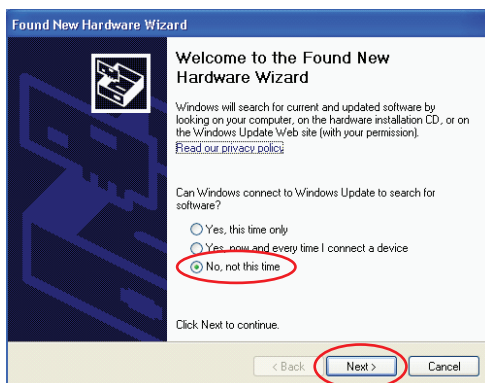 Found New Hardware Wizard
Welcome to the Found New
Hardware Wizard
Windows will search for current and updated software by
looking on your computer, on the hardware installation CD, or on
the Windows Update Web site (with your permission).
Read our privacy policy
Can Windows connect to Windows Update to search for
software?
Yes, this time only
Yes, now and every time I connect a device
No, not this time
Click Next to continue.
< Back
Next >
Cancel